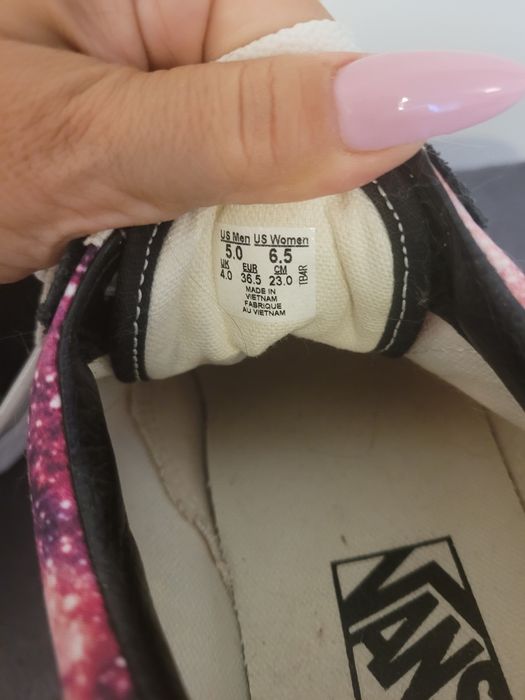 US Men US Women
5.0 6.5
UK EUR CM
4.0 36.5 23.0
TBAR
MADE IN
VIETNAM
FABRIQUE
AU VIETNAM
VANS